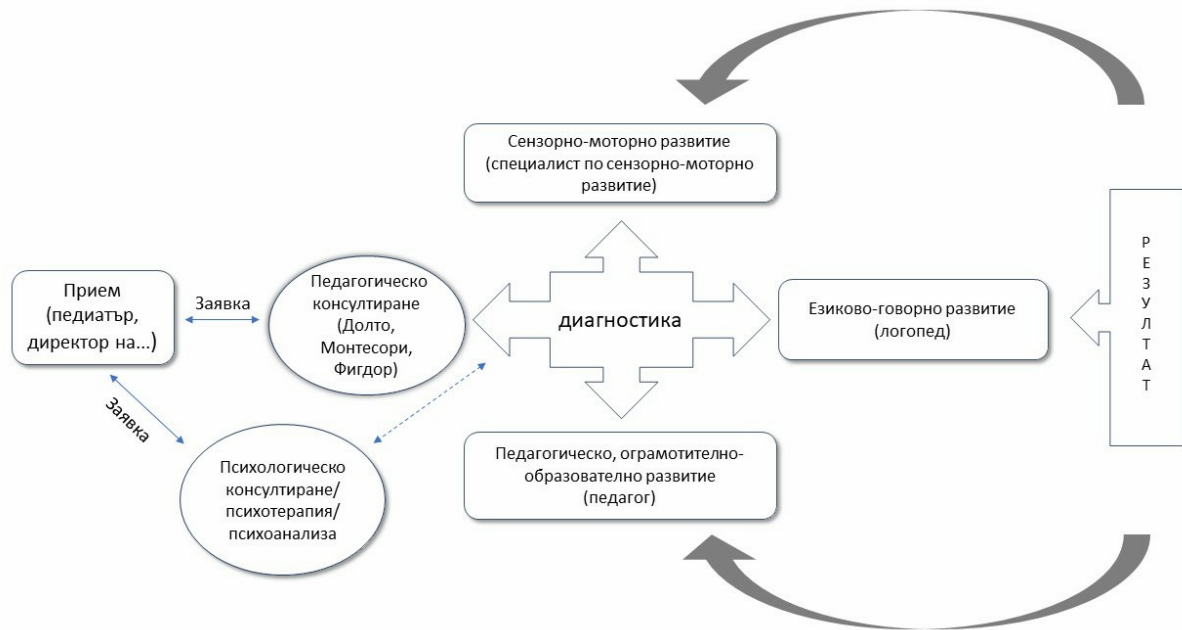 Сензорно-моторно развитие
(специалист по сензорно-моторно
развитие)
Прием
(педиатър,
директор на...)
Заявка
Педагогическо
консултиране
(Долто,
Монтесори,
Фигдор)
диагностика
Езиково-говорно развитие
(логопед)
РЕЗУЛТАТ
Заявка
Психологическо
консултиране/
психотерапия/
психоанализа
Педагогическо, ограмотително-
образователно развитие
(педагог)